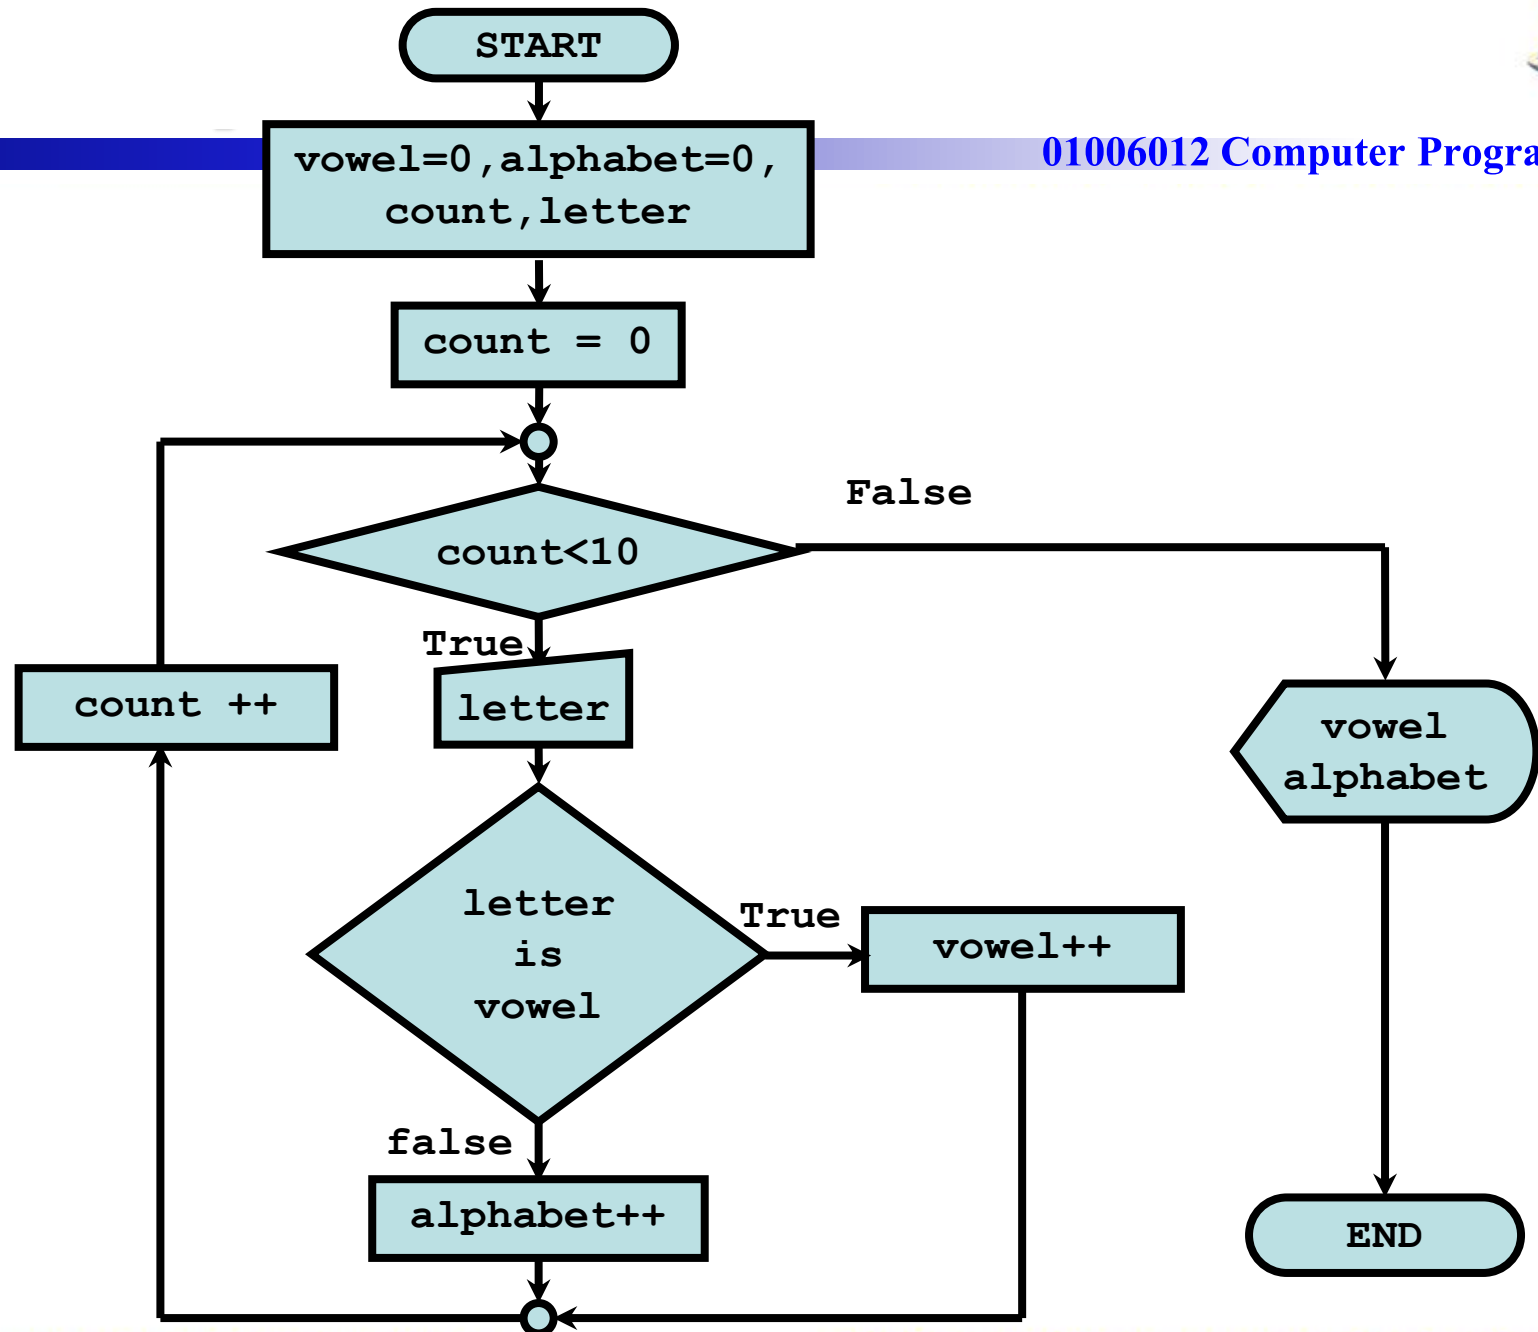 START
01006012 Computer Progra
vowel=0,alphabet=0,
count,letter
count = 0
False
count<10
True
count ++
letter
vowel
alphabet
letter
is
vowel
True
vowel++
false
alphabet++
END